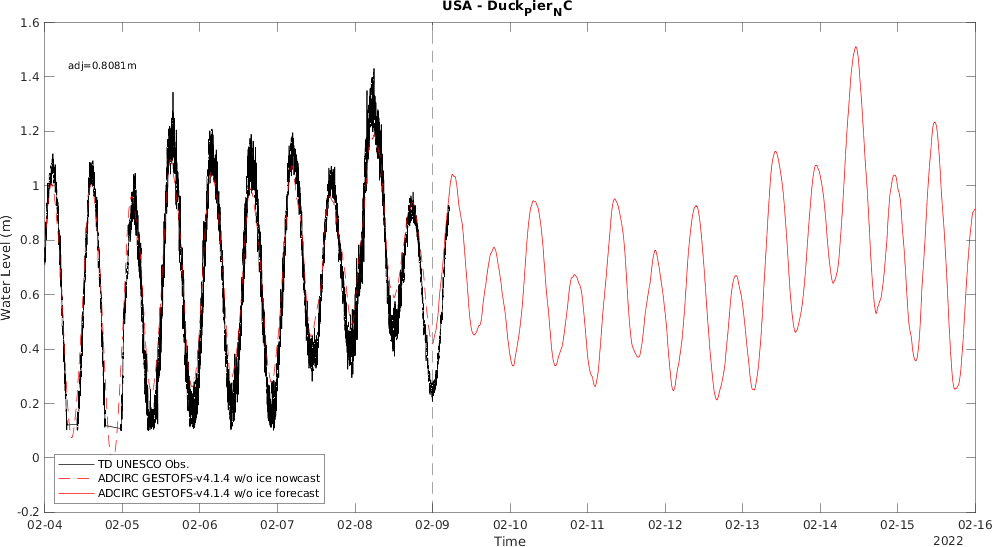 USA - Duck_Pier_NC
1.6
1.4
1.2
1
0.8
0.6
0.4
0.2
0
-0.2
Water Level (m)
adj=0.8081m
TD UNESCO Obs.
ADCIRC GESTOFS-v4.1.4 w/o ice nowcast
ADCIRC GESTOFS-v4.1.4 w/o ice forecast
02-04 02-05 02-06 02-07 02-08 02-09 02-10 02-11 02-12 02-13 02-14 02-15 02-16
Time
2022